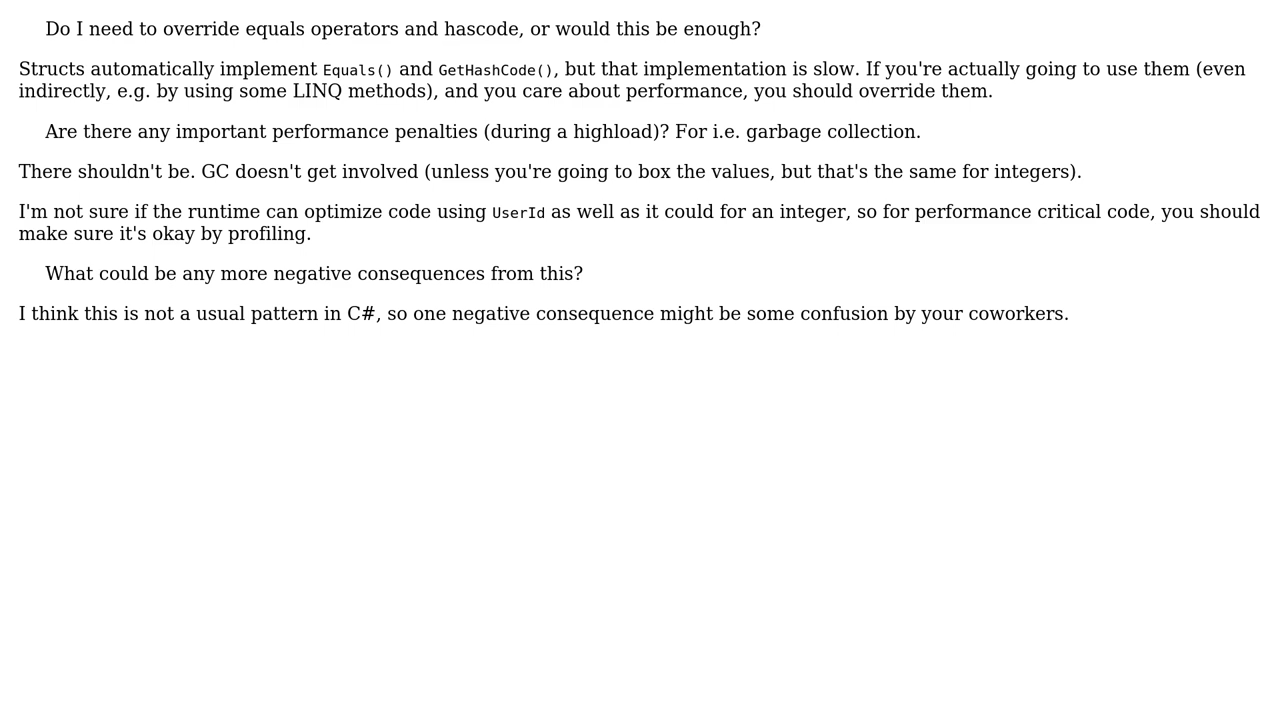 Do I need to override equals operators and hascode, or would this be enough?
Structs automatically implement Equals() and GetHashCode(), but that implementation is slow. If you're actually going to use them (even
indirectly, e.g. by using some LINQ methods), and you care about performance, you should override them.
Are there any important performance penalties (during a highload)? For i.e. garbage collection.
There shouldn't be. GC doesn't get involved (unless you're going to box the values, but that's the same for integers).
I'm not sure if the runtime can optimize code using UserId as well as it could for an integer, so for performance critical code, you should
make sure it's okay by profiling.
What could be any more negative consequences from this?
I think this is not a usual pattern in C#, so one negative consequence might be some confusion by your coworkers.